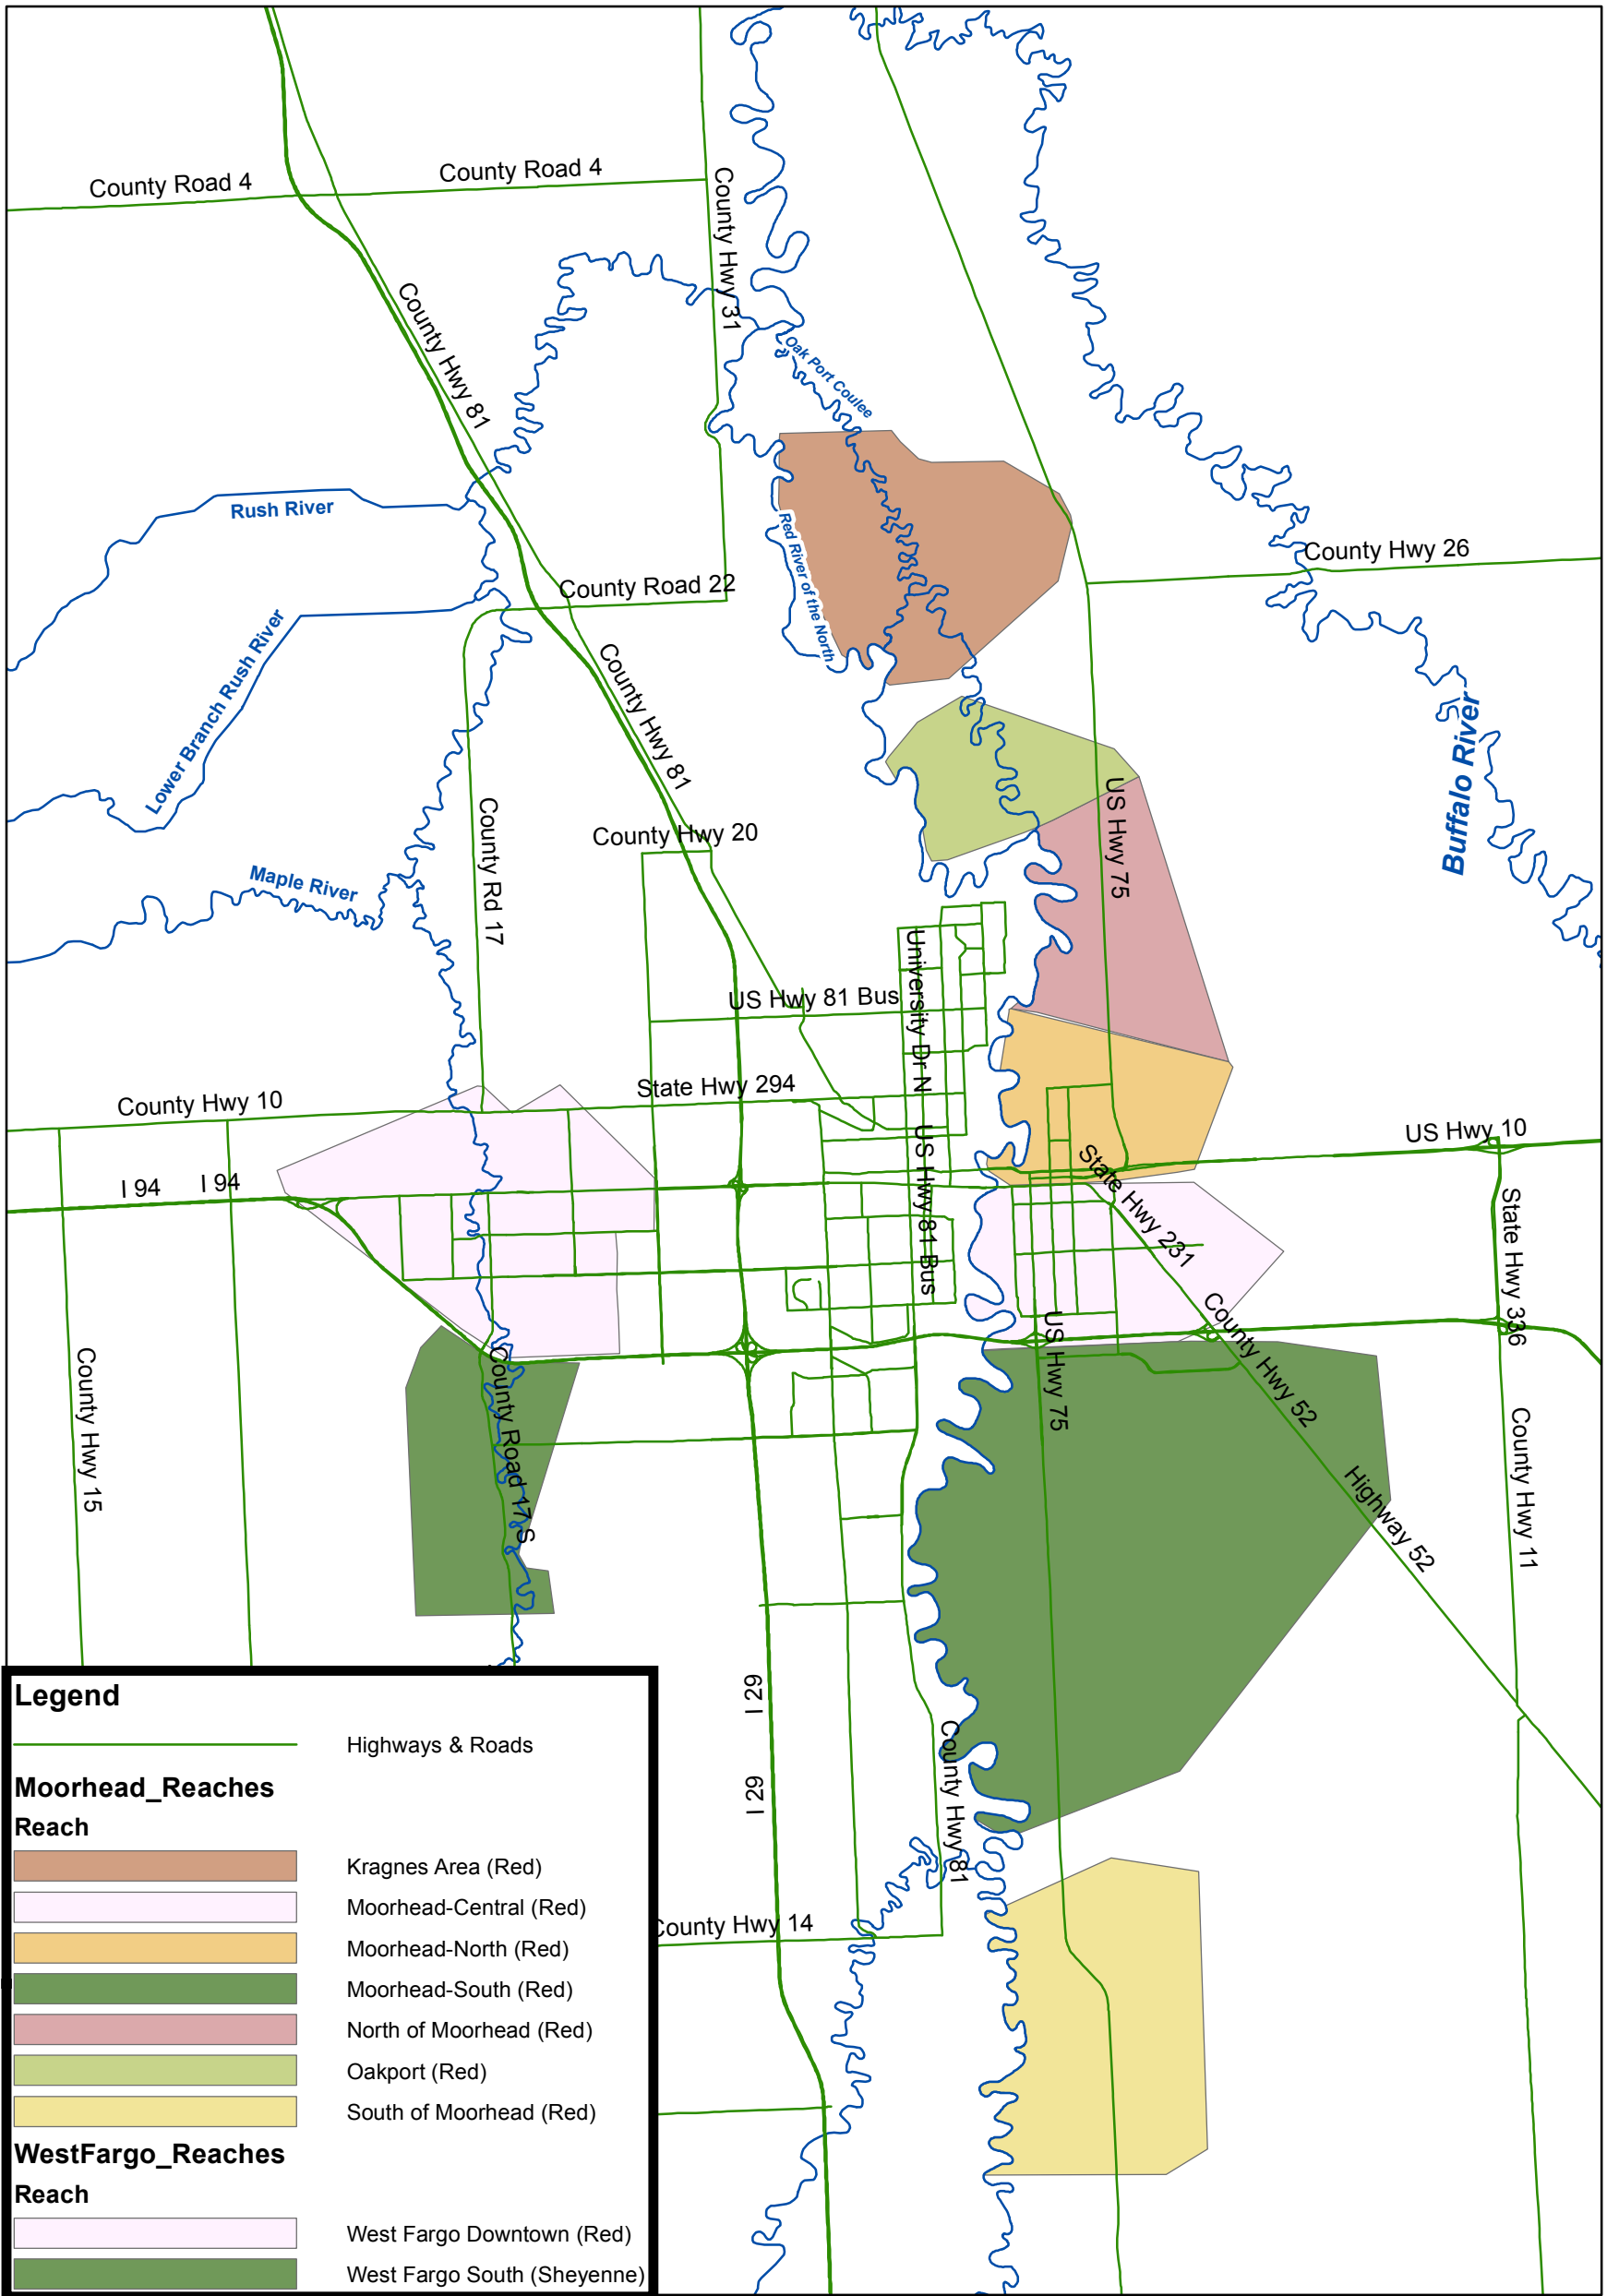 County Road 4
County Road 4
County Hwy 31
County Hwy 81
Oak Port Coulee
Rush River
Red River of the North
County Hwy 26
County Road 22
Lower Branch Rush River
County Hwy 81
Buffalo River
US Hwy 75
County Rd 17
County Hwy 20
Maple River
University Dr N
US Hwy 81 Bus
State Hwy 294
County Hwy 10
US Hwy 10
US Hwy 81 Bus
State Hwy 231
I 94
I 94
State Hwy 336
County Hwy 52
US Hwy 75
County Hwy 15
County Road 17 S
County Hwy 11
Highway 52
I 29
I 29
County Hwy 81
County Hwy 14
Legend
Highways & Roads
Moorhead_Reaches
Reach
Kragnes Area (Red)
Moorhead-Central (Red)
Moorhead-North (Red)
Moorhead-South (Red)
North of Moorhead (Red)
Oakport (Red)
South of Moorhead (Red)
WestFargo_Reaches
Reach
West Fargo Downtown (Red)
West Fargo South (Sheyenne)